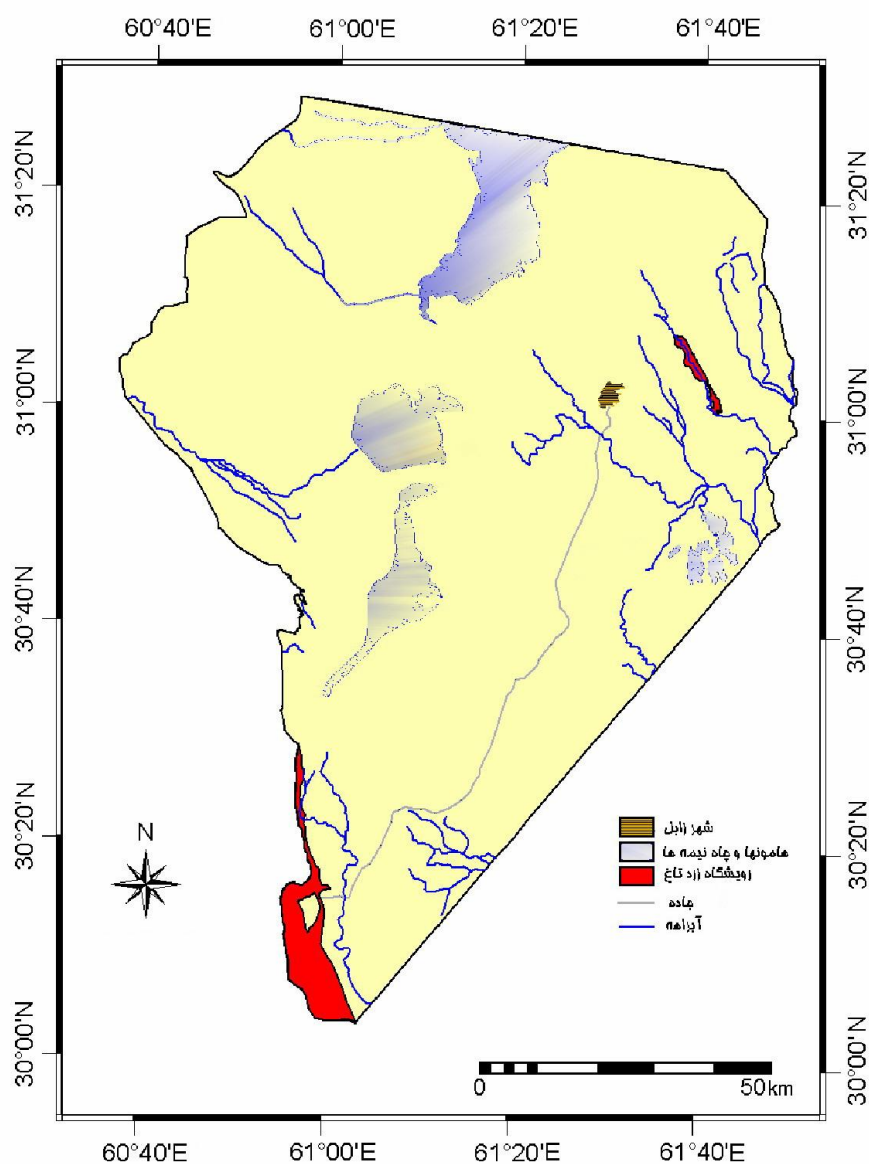 60°40'E 61°00'E 61°20'E 61°40'E
31°20'N
31°20'N
31°00'N
31°00'N
30°40'N
30°40'N
30°20'N
30°20'N
30°00'N
30°00'N
N
شهر زابل
هامونها و چاه نیمه ها
رویشگاه زرد تاغ
جاده
آبراهه
0 50 km
60°40'E 61°00'E 61°20'E 61°40'E